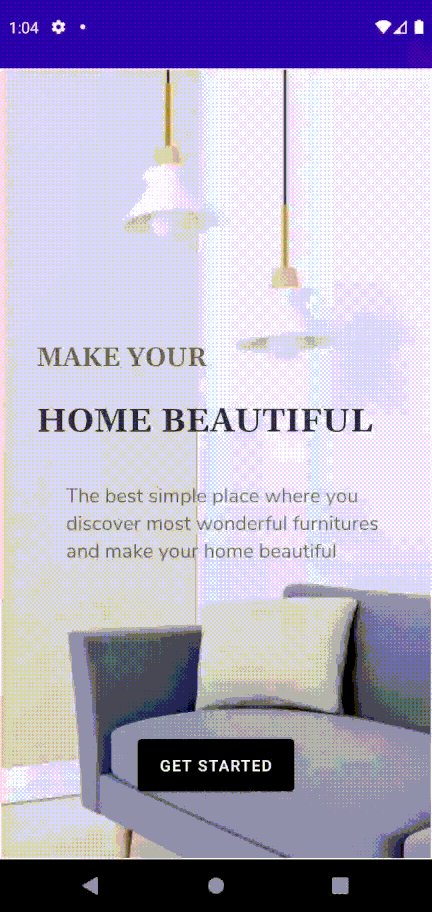 1:04
MAKE YOUR
HOME BEAUTIFUL
The best simple place where you
discover most wonderful furnitures
and make your home beautiful
GET STARTED